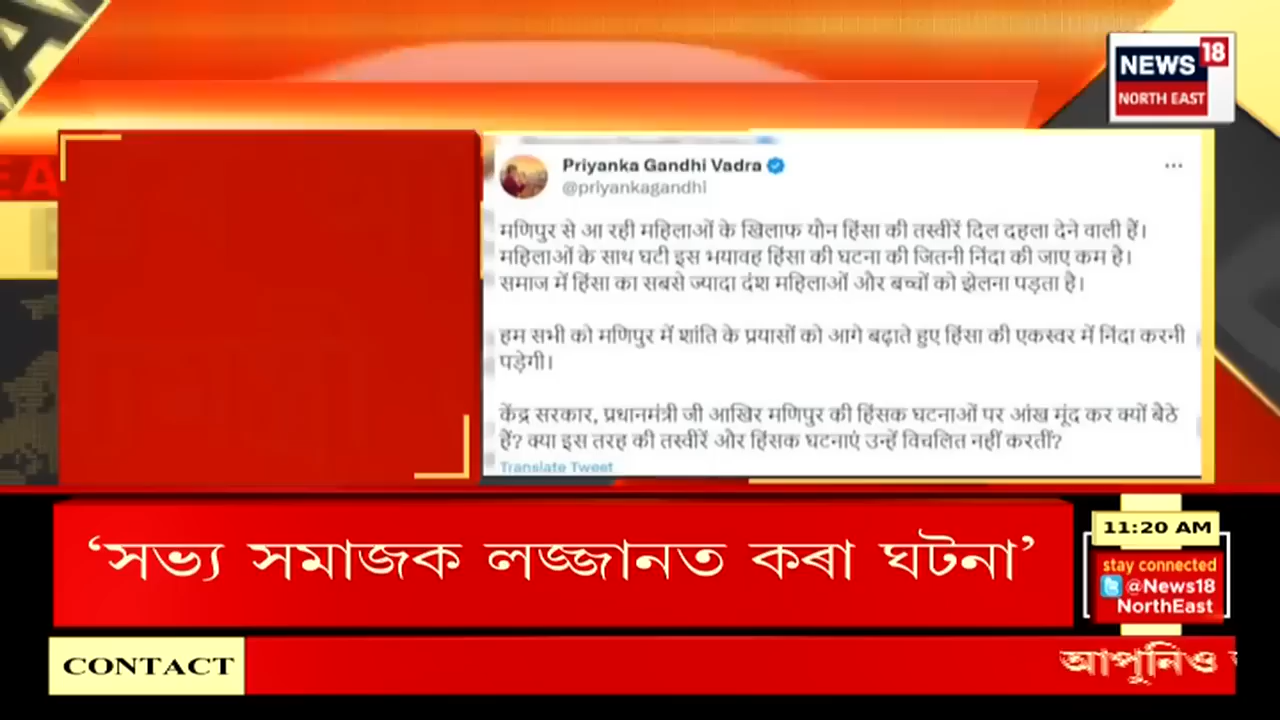 NEWS 18
NORTH EAST
Priyanka Gandhi Vadra
@priyankagandhi
मणिपुर से आ रही महिलाओं के खिलाफ यौन हिंसा की तस्वीरें दिल दहला देने वाली हैं।
महिलाओं के साथ घटी इस भयावह हिंसा की घटना की जितनी निंदा की जाए कम है।
समाज में हिंसा का सबसे ज्यादा दंश महिलाओं और बच्चों को झेलना पड़ता है।
हम सभी को मणिपुर में शांति के प्रयासों को आगे बढ़ाते हुए हिंसा की एकस्वर में निंदा करनी
पड़ेगी।
केंद्र सरकार, प्रधानमंत्री जी आखिर मणिपुर की हिंसक घटनाओं पर आंख मूंद कर क्यों बैठे
हैं? क्या इस तरह की तस्वीरें और हिंसक घटनाएं उन्हें विचलित नहीं करतीं?
Translate Tweet
‘সভ্য সমাজক লজ্জানত কৰা ঘটনা’
11:20 AM
stay connected
@News18
NorthEast
CONTACT
আপুনিও